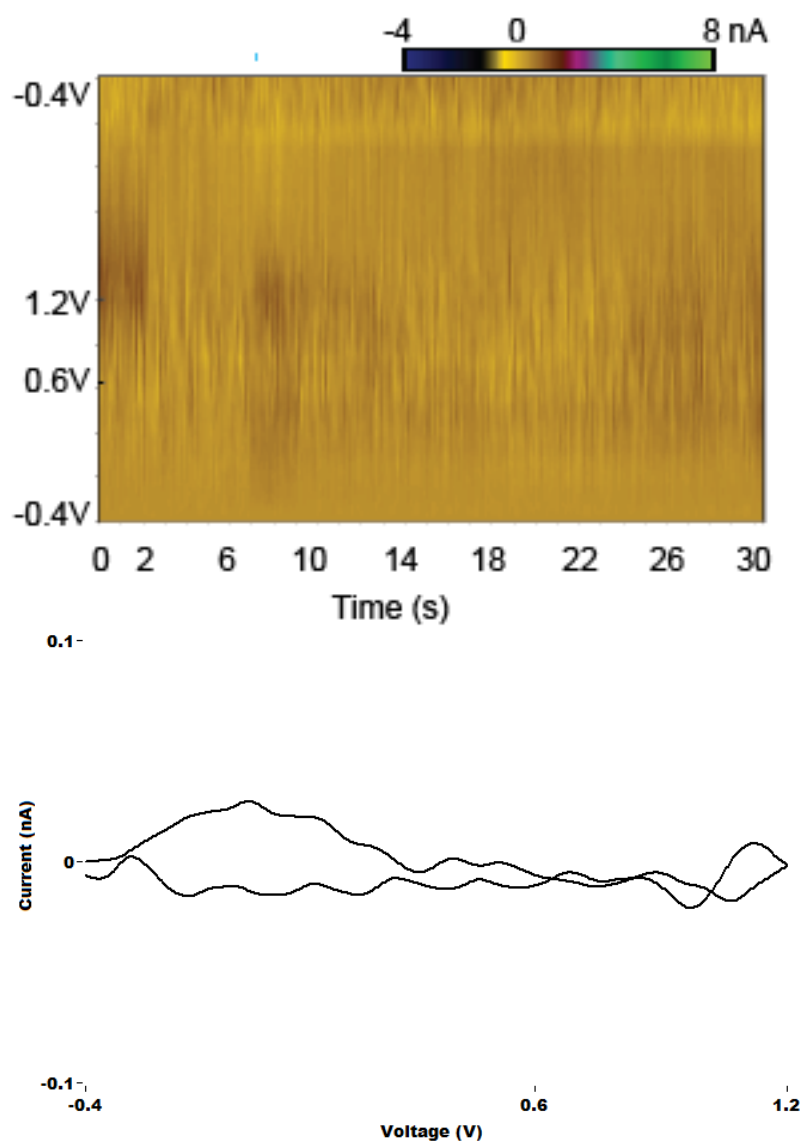 -4 0 8 nA
-0.4V
1.2V
0.6V
-0.4V
0 2 6 10 14 18 22 26 30
Time (s)
0.1
Current (nA)
0
-0.1
-0.4 0.6 1.2
Voltage (V)